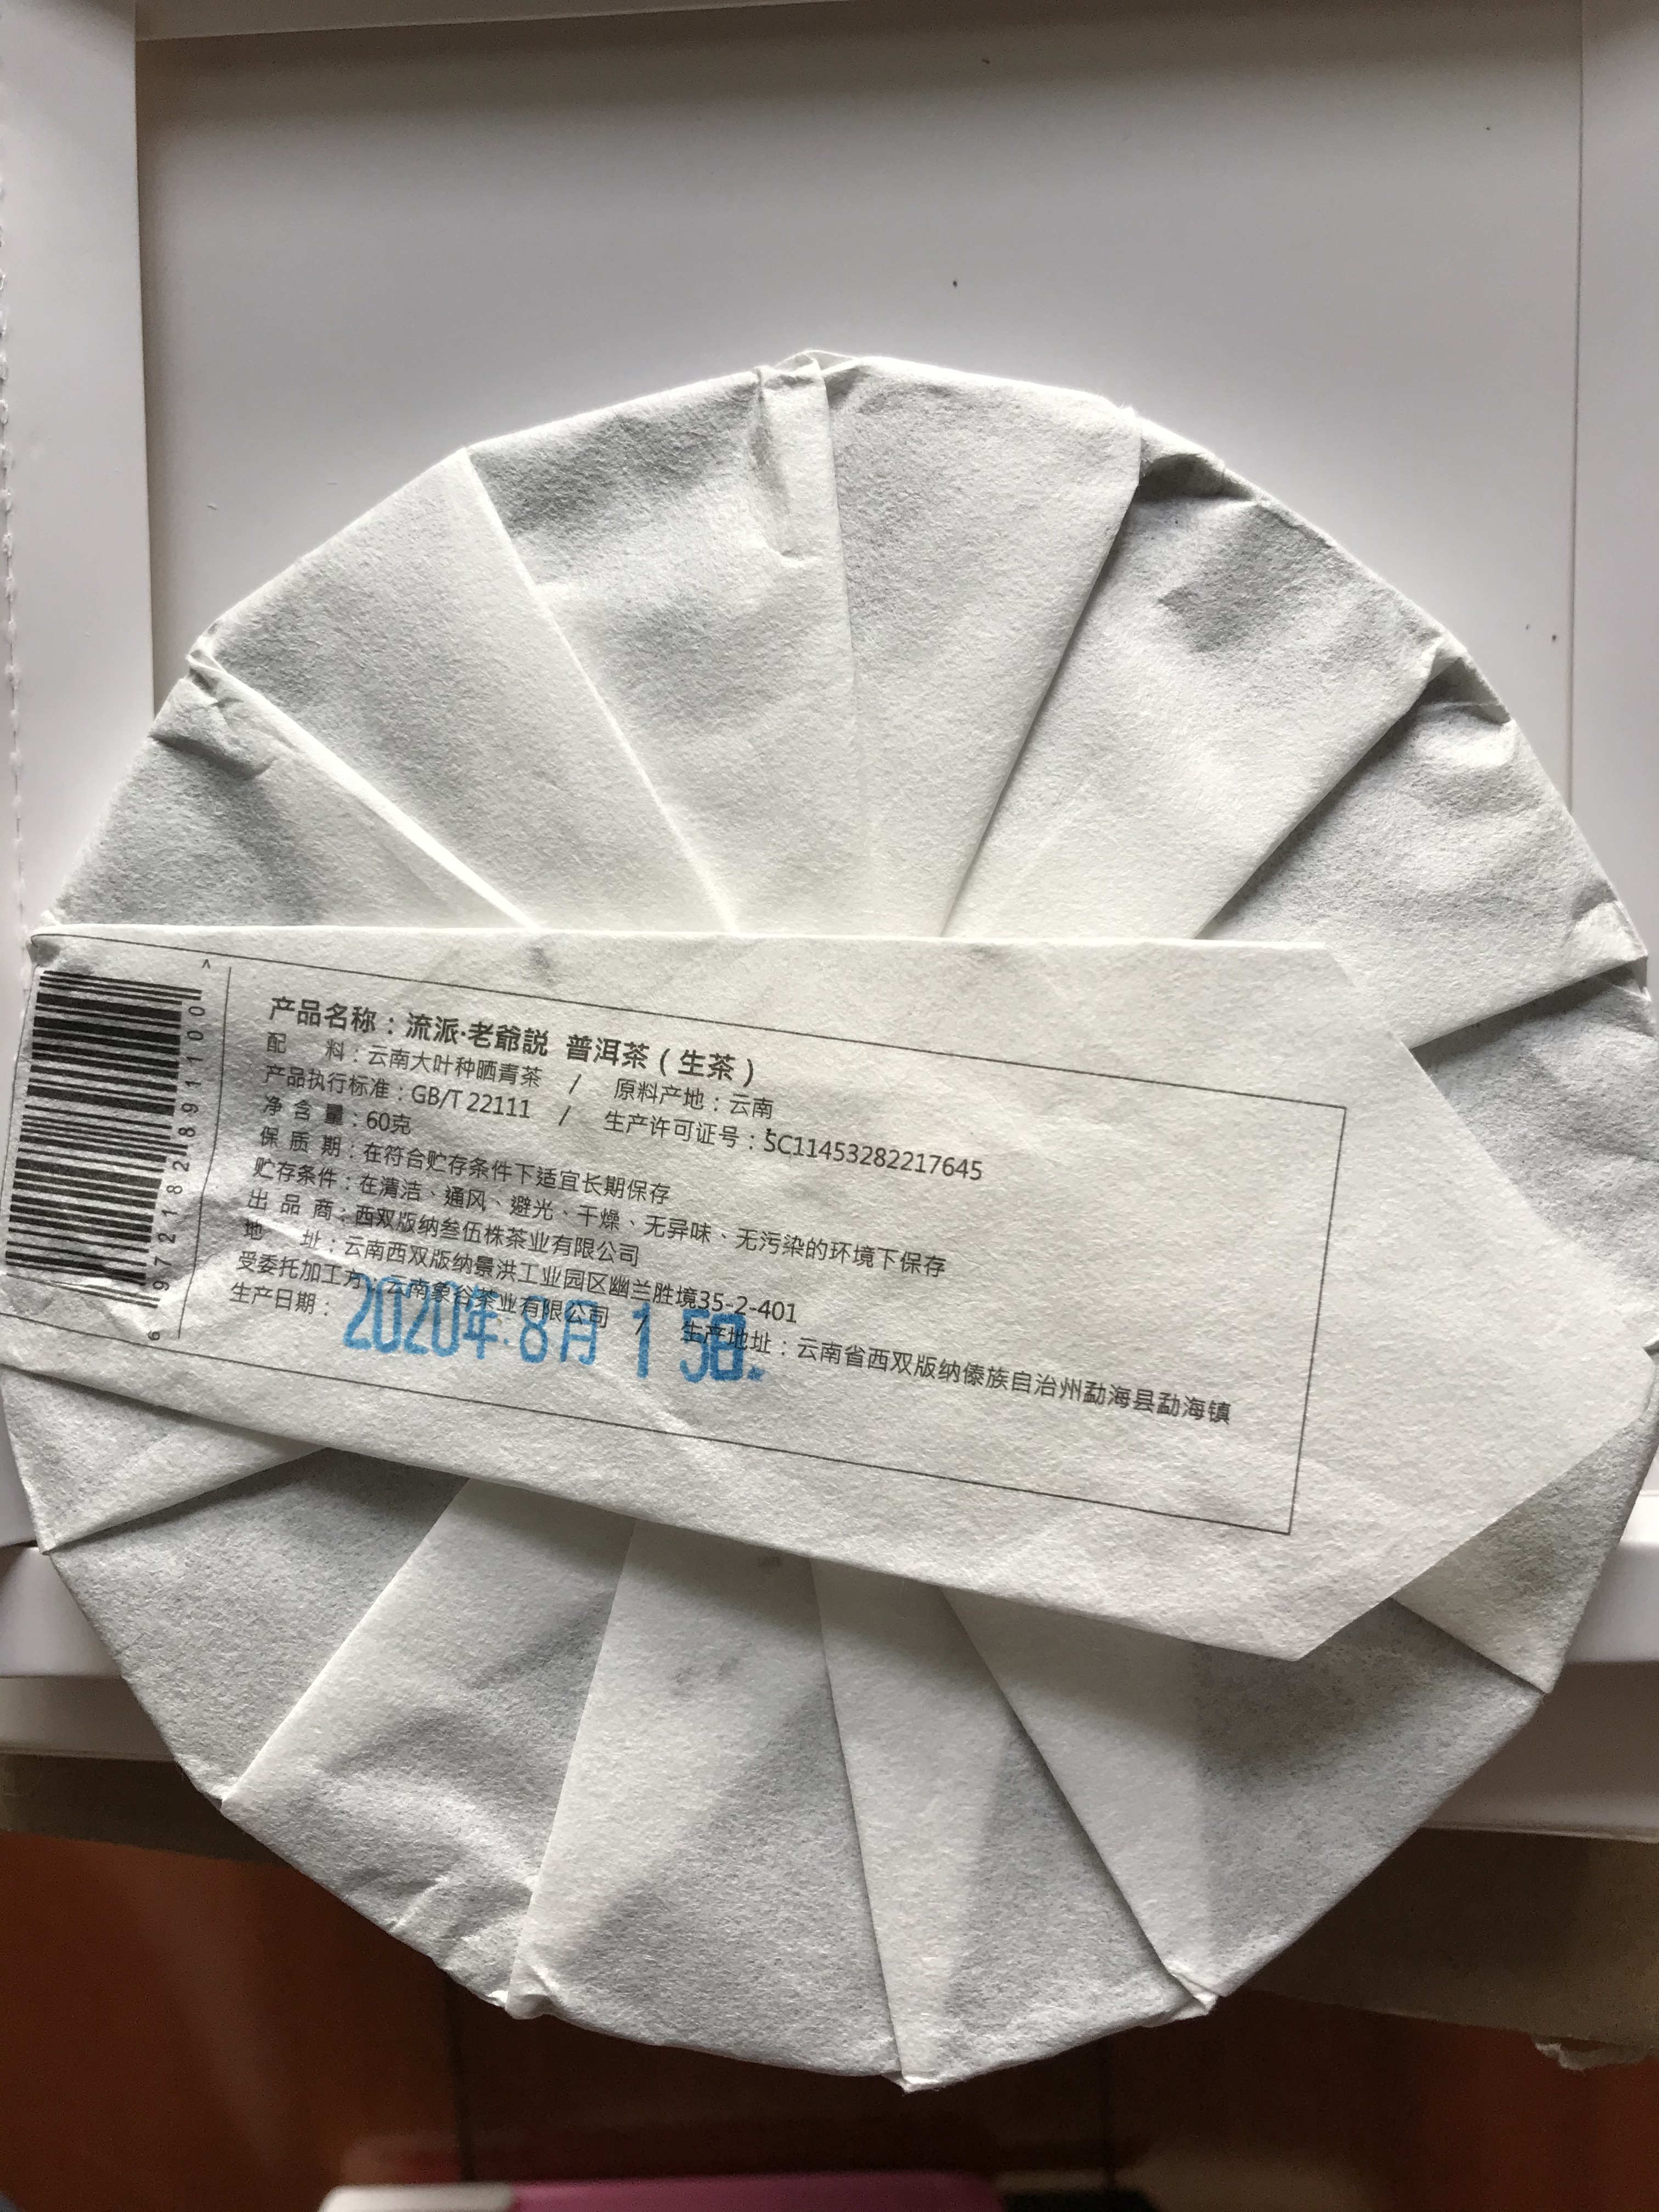 产品名称：流派·老爺説 普洱茶（生茶）
配 料：云南大叶种晒青茶 / 原料产地：云南
产品执行标准：GB/T 22111 / 生产许可证号：SC11453282217645
净 含 量：60克
保 质 期：在符合贮存条件下适宜长期保存
贮存条件：在清洁、通风、避光、干燥、无异味、无污染的环境下保存
出 品 商：西双版纳叁伍株茶业有限公司
地 址：云南西双版纳景洪工业园区幽兰胜境35-2-401
受委托加工方：云南象谷茶业有限公司 / 生产地址：云南省西双版纳傣族自治州勐海县勐海镇
生产日期：
2020年8月15日
6 972182891100 >